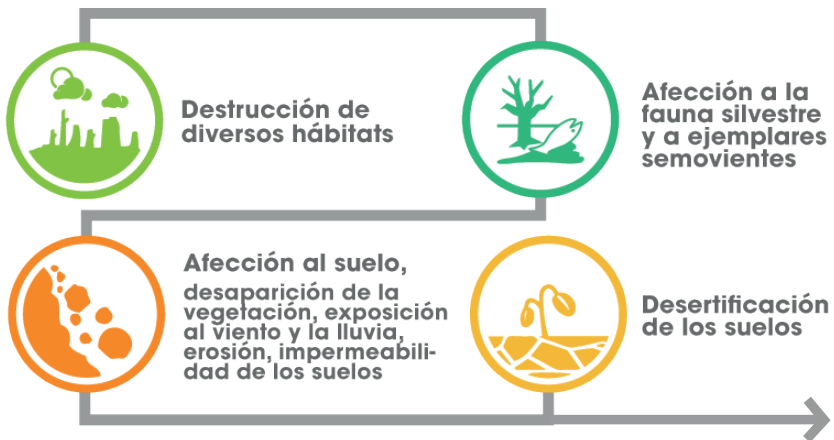 Destrucción de
diversos hábitats
Afección a la
fauna silvestre
y a ejemplares
semovientes
Afección al suelo,
desaparición de la
vegetación, exposición
al viento y la lluvia,
erosión, impermeabili-
dad de los suelos
Desertificación
de los suelos